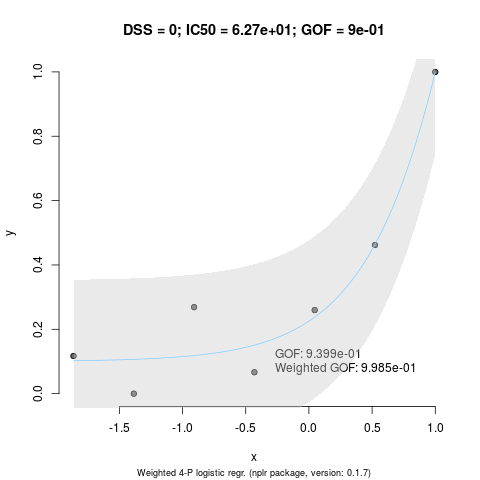 DSS = 0; IC50 = 6.27e+01; GOF = 9e-01
1.0
0.8
0.6
0.4
0.2
0.0
y
GOF: 9.399e-01
Weighted GOF: 9.985e-01
-1.5
-1.0
-0.5
0.0
0.5
1.0
x
Weighted 4-P logistic regr. (nplr package, version: 0.1.7)